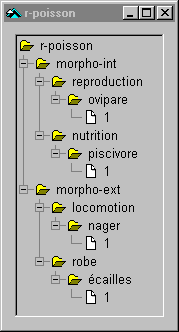 r-poisson
r-poisson
morpho-int
reproduction
ovipare
1
nutrition
piscivore
1
morpho-ext
locomotion
nager
1
robe
écailles
1